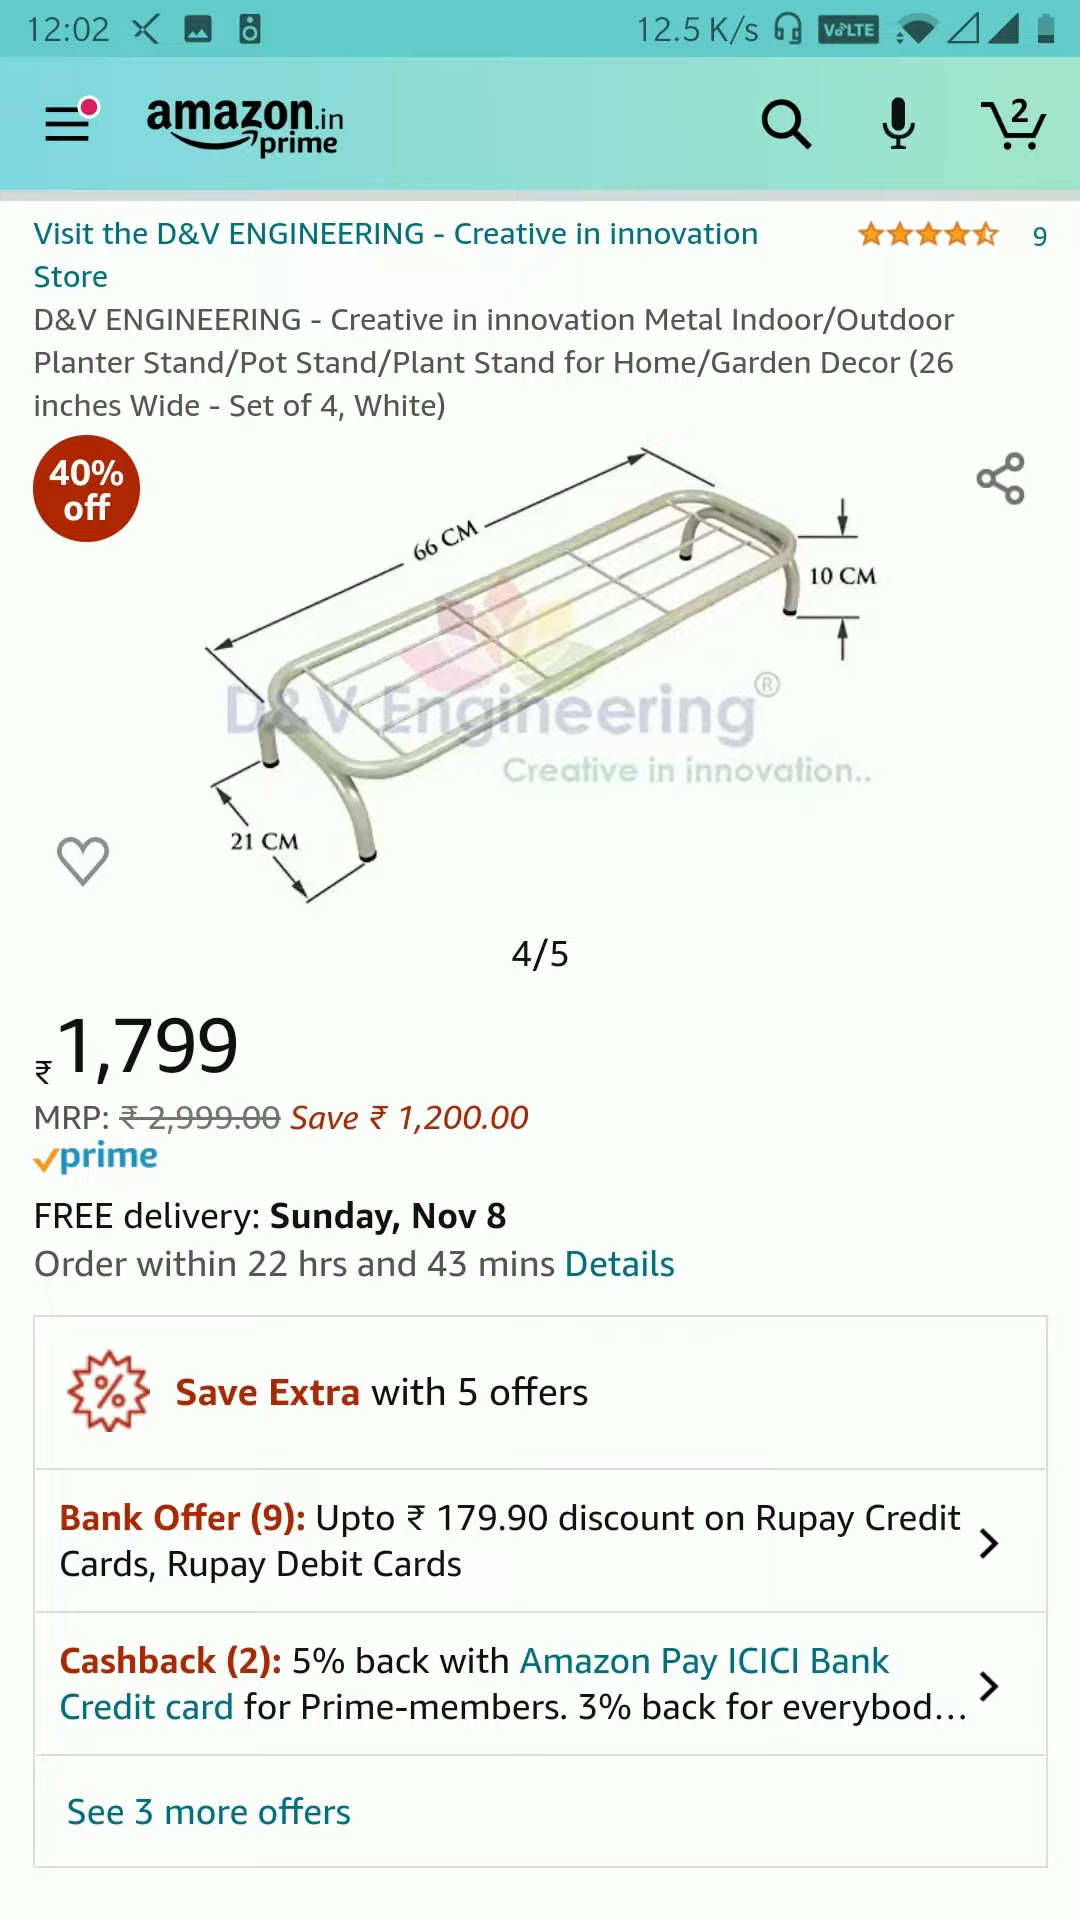 12:02 12.5 K/s VoLTE
amazon.in
prime
2
Visit the D&V ENGINEERING - Creative in innovation
Store
9
D&V ENGINEERING - Creative in innovation Metal Indoor/Outdoor
Planter Stand/Pot Stand/Plant Stand for Home/Garden Decor (26
inches Wide - Set of 4, White)
40%
off
66 CM
10 CM
D&V Engineering®
Creative in innovation..
21 CM
4/5
₹1,799
MRP: ₹ 2,999.00 Save ₹ 1,200.00
prime
FREE delivery: Sunday, Nov 8
Order within 22 hrs and 43 mins Details
% Save Extra with 5 offers
Bank Offer (9): Upto ₹ 179.90 discount on Rupay Credit
Cards, Rupay Debit Cards
Cashback (2): 5% back with Amazon Pay ICICI Bank
Credit card for Prime-members. 3% back for everybod...
See 3 more offers